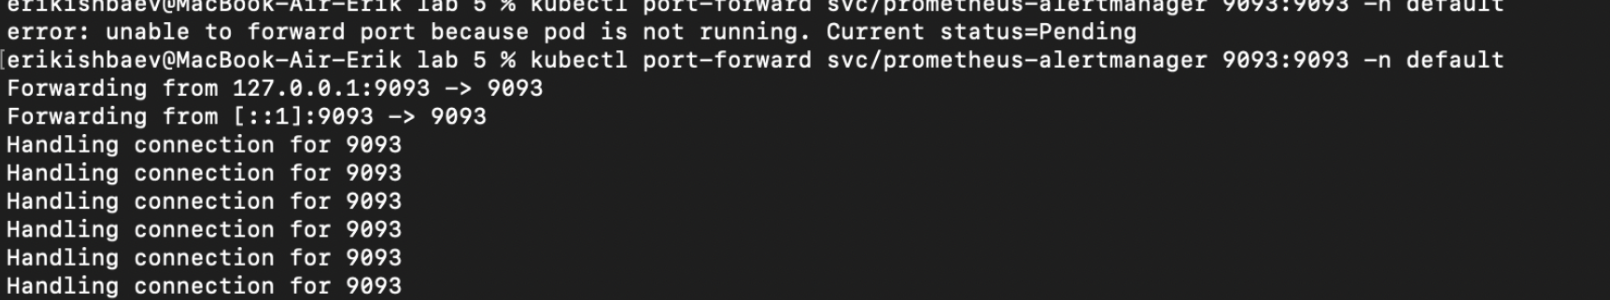 erikishbaev@MacBook-Air-Erik lab 5 % kubectl port-forward svc/prometheus-alertmanager 9093:9093 -n default
error: unable to forward port because pod is not running. Current status=Pending
[erikishbaev@MacBook-Air-Erik lab 5 % kubectl port-forward svc/prometheus-alertmanager 9093:9093 -n default
Forwarding from 127.0.0.1:9093 -> 9093
Forwarding from [::1]:9093 -> 9093
Handling connection for 9093
Handling connection for 9093
Handling connection for 9093
Handling connection for 9093
Handling connection for 9093
Handling connection for 9093